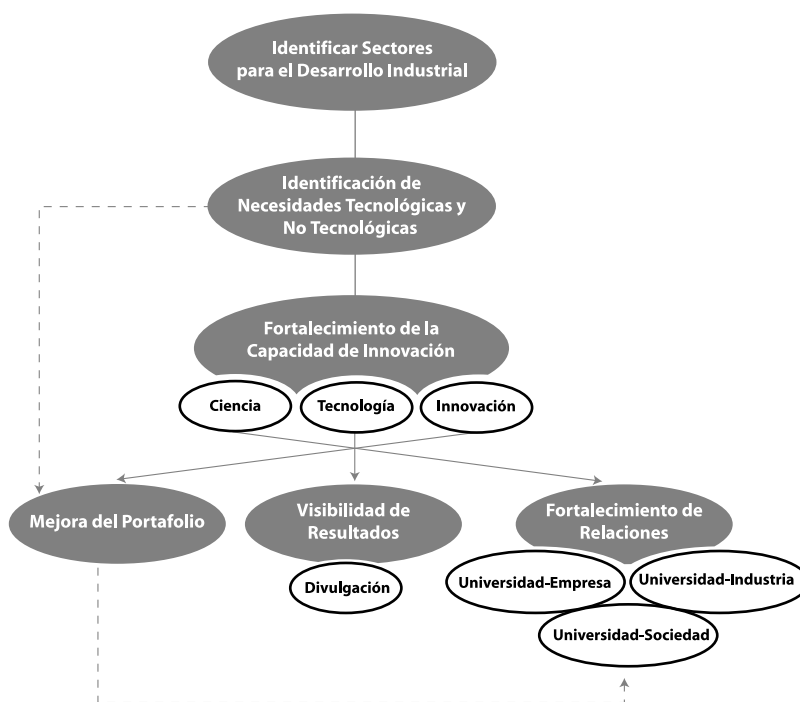 Identificar Sectores
para el Desarrollo Industrial
Identificación de
Necesidades Tecnológicas y
No Tecnológicas
Fortalecimiento de la
Capacidad de Innovación
Ciencia
Tecnología
Innovación
Mejora del Portafolio
Visibilidad de
Resultados
Divulgación
Fortalecimiento de
Relaciones
Universidad-Empresa
Universidad-Industria
Universidad-Sociedad